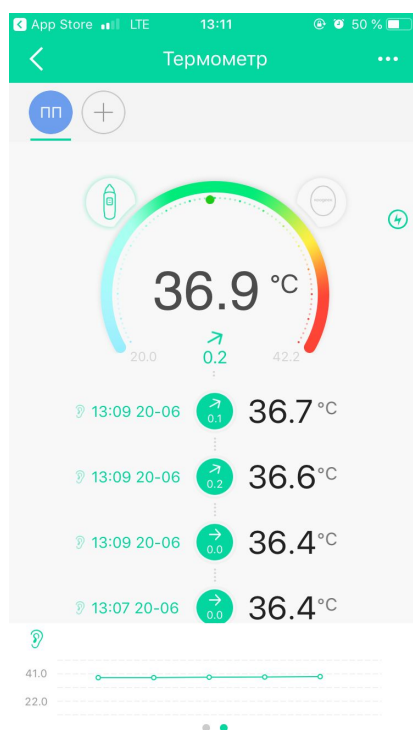 App Store LTE 13:11 50 %
Термометр
ПП
36.9 °C
20.0 0.2 42.2
13:09 20-06 0.1 36.7 °C
13:09 20-06 0.2 36.6 °C
13:09 20-06 0.0 36.4 °C
13:07 20-06 0.0 36.4 °C
41.0
22.0